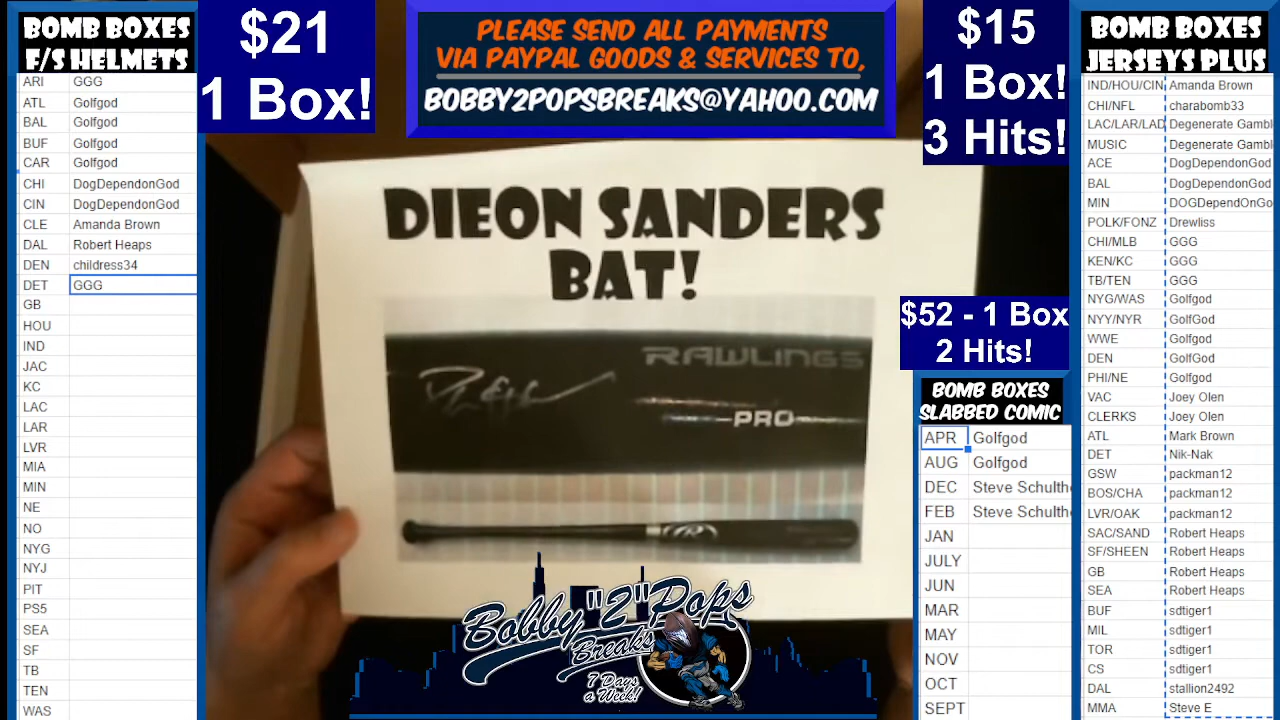 BOMB BOXES
F/S HELMETS
ARI GGG
ATL Golfgod
BAL Golfgod
BUF Golfgod
CAR Golfgod
CHI DogDependonGod
CIN DogDependonGod
CLE Amanda Brown
DAL Robert Heaps
DEN childress34
DET GGG
GB
HOU
IND
JAC
KC
LAC
LAR
LVR
MIA
MIN
NE
NO
NYG
NYJ
PIT
PS5
SEA
SF
TB
TEN
WAS
$21
1 Box!
PLEASE SEND ALL PAYMENTS
VIA PAYPAL GOODS & SERVICES TO,
BOBBY2POPSBREAKS@YAHOO.COM
DIEON SANDERS
BAT!
RAWLINGS
PRO
R
Bobby "2" Pops
Breaks
7 Days
a Week!
$15
1 Box!
3 Hits!
$52 - 1 Box
2 Hits!
BOMB BOXES
SLABBED COMIC
APR Golfgod
AUG Golfgod
DEC Steve Schulth
FEB Steve Schulth
JAN
JULY
JUN
MAR
MAY
NOV
OCT
SEPT
BOMB BOXES
JERSEYS PLUS
IND/HOU/CIN Amanda Brown
CHI/NFL charabomb33
LAC/LAR/LAD Degenerate Gambl
MUSIC Degenerate Gambl
ACE DogDependonGod
BAL DogDependonGod
MIN DOGDependOnGo
POLK/FONZ Drewliss
CHI/MLB GGG
KEN/KC GGG
TB/TEN GGG
NYG/WAS Golfgod
NYY/NYR GolfGod
WWE Golfgod
DEN GolfGod
PHI/NE Golfgod
VAC Joey Olen
CLERKS Joey Olen
ATL Mark Brown
DET Nik-Nak
GSW packman12
BOS/CHA packman12
LVR/OAK packman12
SAC/SAND Robert Heaps
SF/SHEEN Robert Heaps
GB Robert Heaps
SEA Robert Heaps
BUF sdtiger1
MIL sdtiger1
TOR sdtiger1
CS sdtiger1
DAL stallion2492
MMA Steve E